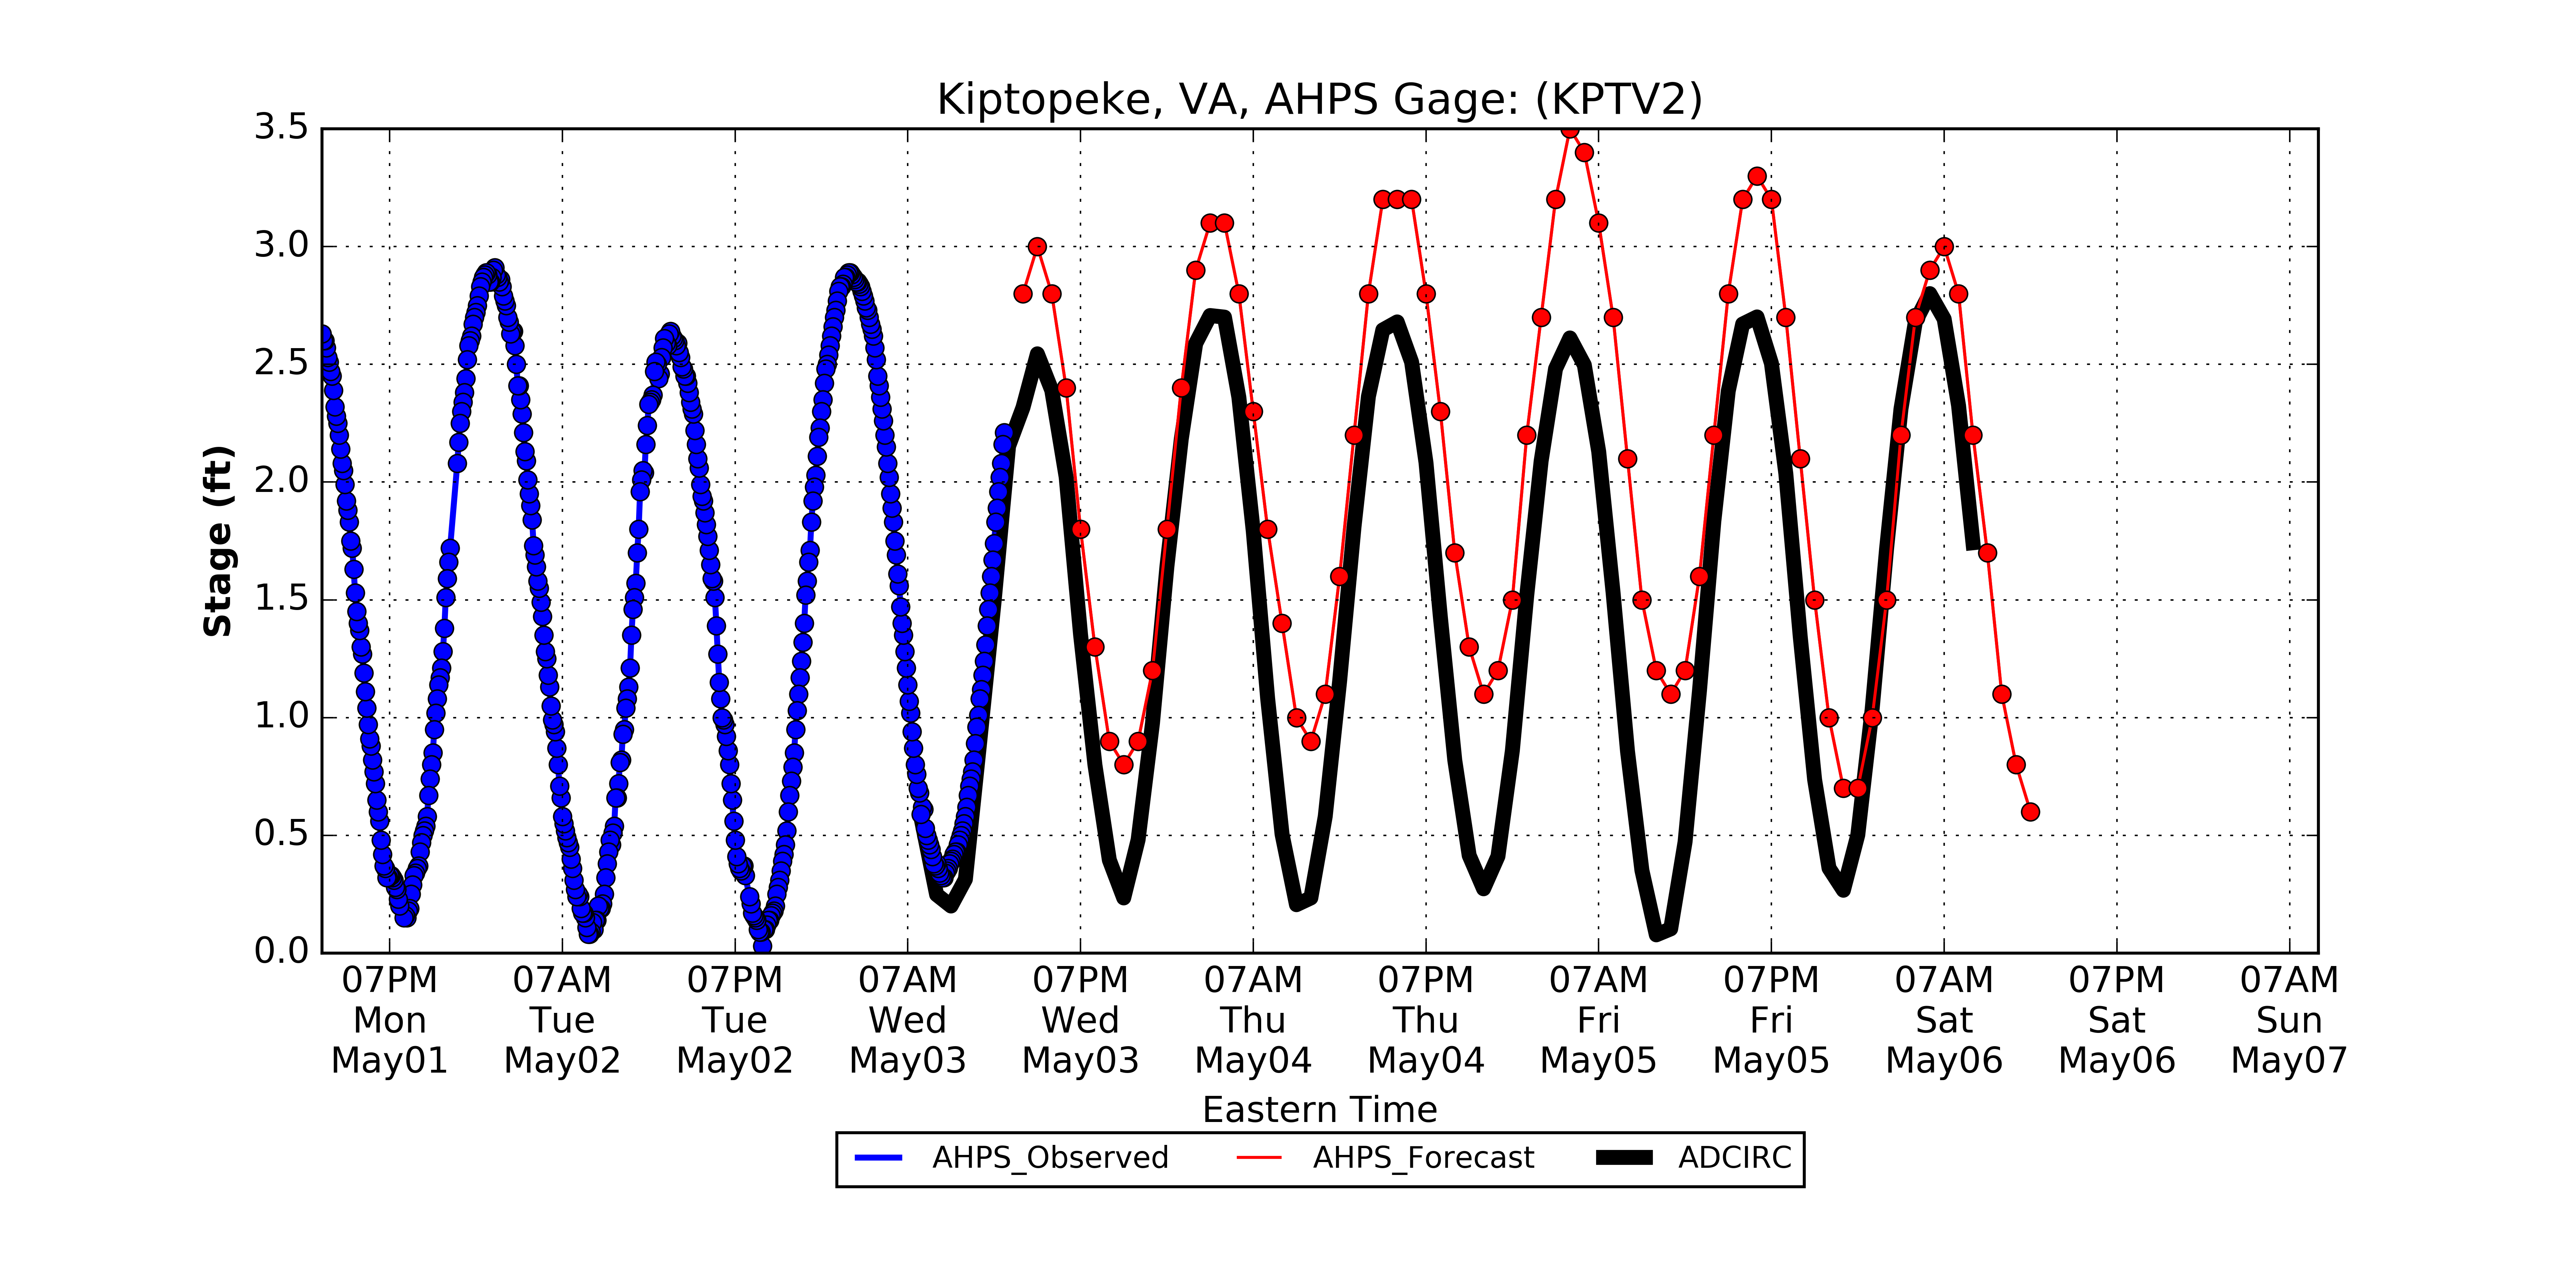 Kiptopeke, VA, AHPS Gage: (KPTV2)
3.5
3.0
2.5
2.0
1.5
1.0
0.5
0.0
Stage (ft)
07PM 07AM 07PM 07AM 07PM 07AM 07PM 07AM 07PM 07AM 07PM 07AM
Mon Tue Tue Wed Wed Thu Thu Fri Fri Sat Sat Sun
May01 May02 May02 May03 May03 May04 May04 May05 May05 May06 May06 May07
Eastern Time
AHPS_Observed AHPS_Forecast ADCIRC